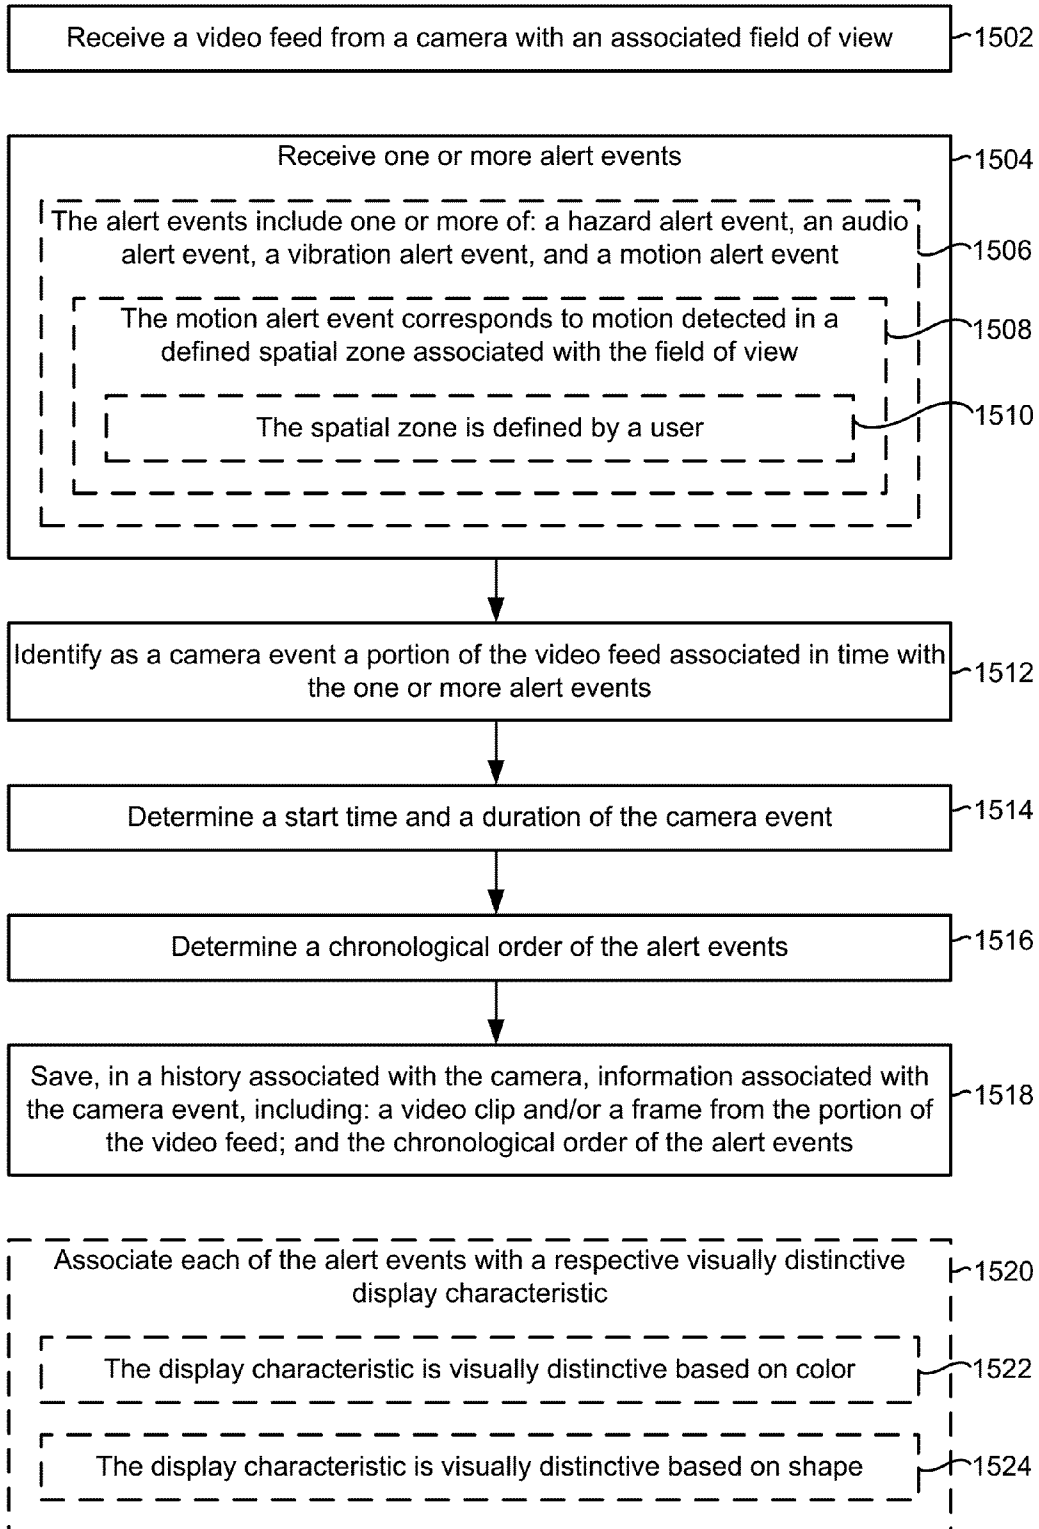 Receive a video feed from a camera with an associated field of view
1502
Receive one or more alert events
1504
The alert events include one or more of: a hazard alert event, an audio
alert event, a vibration alert event, and a motion alert event
1506
The motion alert event corresponds to motion detected in a
defined spatial zone associated with the field of view
1508
The spatial zone is defined by a user
1510
Identify as a camera event a portion of the video feed associated in time with
the one or more alert events
1512
Determine a start time and a duration of the camera event
1514
Determine a chronological order of the alert events
1516
Save, in a history associated with the camera, information associated with
the camera event, including: a video clip and/or a frame from the portion of
the video feed; and the chronological order of the alert events
1518
Associate each of the alert events with a respective visually distinctive
display characteristic
1520
The display characteristic is visually distinctive based on color
1522
The display characteristic is visually distinctive based on shape
1524